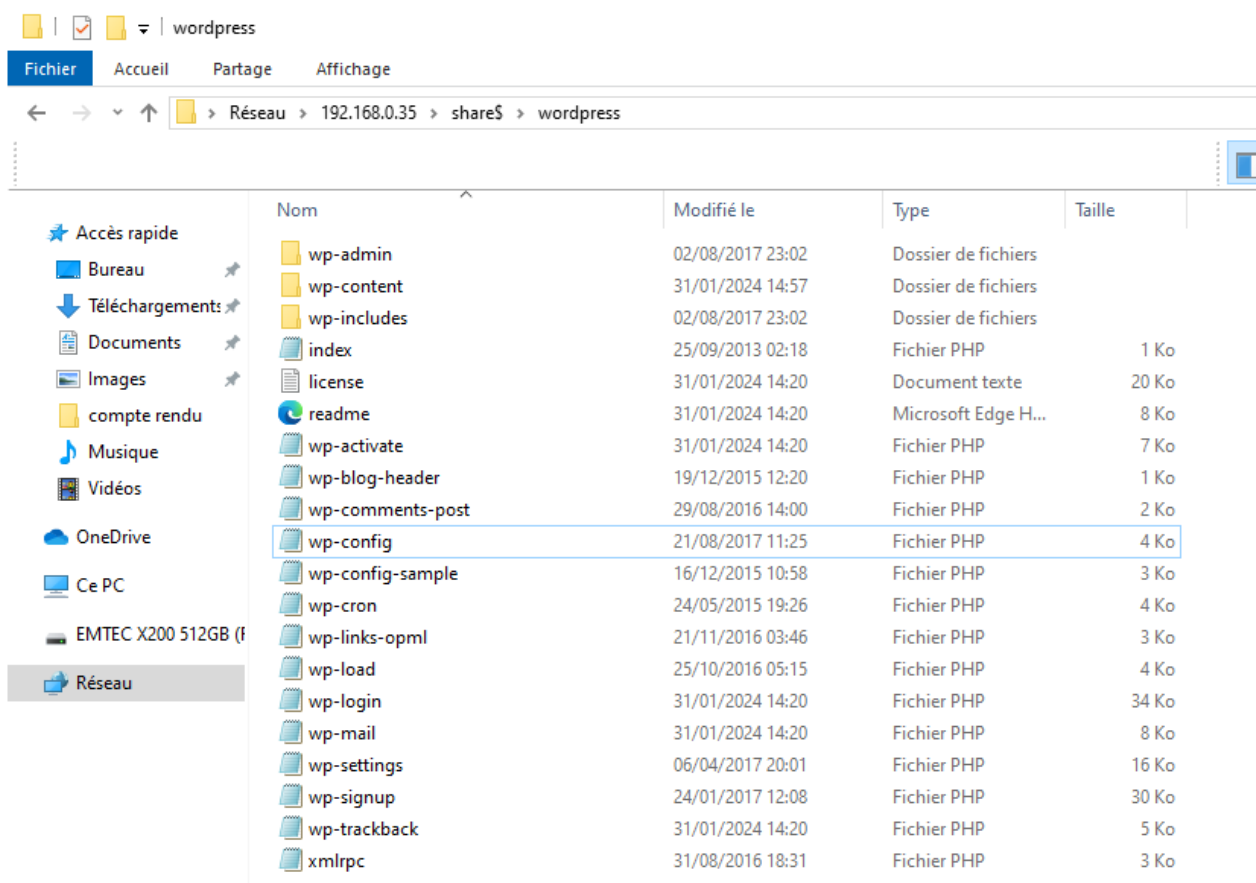 wordpress
Fichier Accueil Partage Affichage
Réseau 192.168.0.35 share$ wordpress
Nom Modifié le Type Taille
Accès rapide
Bureau
Téléchargements
Documents
Images
compte rendu
Musique
Vidéos
OneDrive
Ce PC
EMTEC X200 512GB (F
Réseau
wp-admin 02/08/2017 23:02 Dossier de fichiers
wp-content 31/01/2024 14:57 Dossier de fichiers
wp-includes 02/08/2017 23:02 Dossier de fichiers
index 25/09/2013 02:18 Fichier PHP 1 Ko
license 31/01/2024 14:20 Document texte 20 Ko
readme 31/01/2024 14:20 Microsoft Edge H... 8 Ko
wp-activate 31/01/2024 14:20 Fichier PHP 7 Ko
wp-blog-header 19/12/2015 12:20 Fichier PHP 1 Ko
wp-comments-post 29/08/2016 14:00 Fichier PHP 2 Ko
wp-config 21/08/2017 11:25 Fichier PHP 4 Ko
wp-config-sample 16/12/2015 10:58 Fichier PHP 3 Ko
wp-cron 24/05/2015 19:26 Fichier PHP 4 Ko
wp-links-opml 21/11/2016 03:46 Fichier PHP 3 Ko
wp-load 25/10/2016 05:15 Fichier PHP 4 Ko
wp-login 31/01/2024 14:20 Fichier PHP 34 Ko
wp-mail 31/01/2024 14:20 Fichier PHP 8 Ko
wp-settings 06/04/2017 20:01 Fichier PHP 16 Ko
wp-signup 24/01/2017 12:08 Fichier PHP 30 Ko
wp-trackback 31/01/2024 14:20 Fichier PHP 5 Ko
xmlrpc 31/08/2016 18:31 Fichier PHP 3 Ko